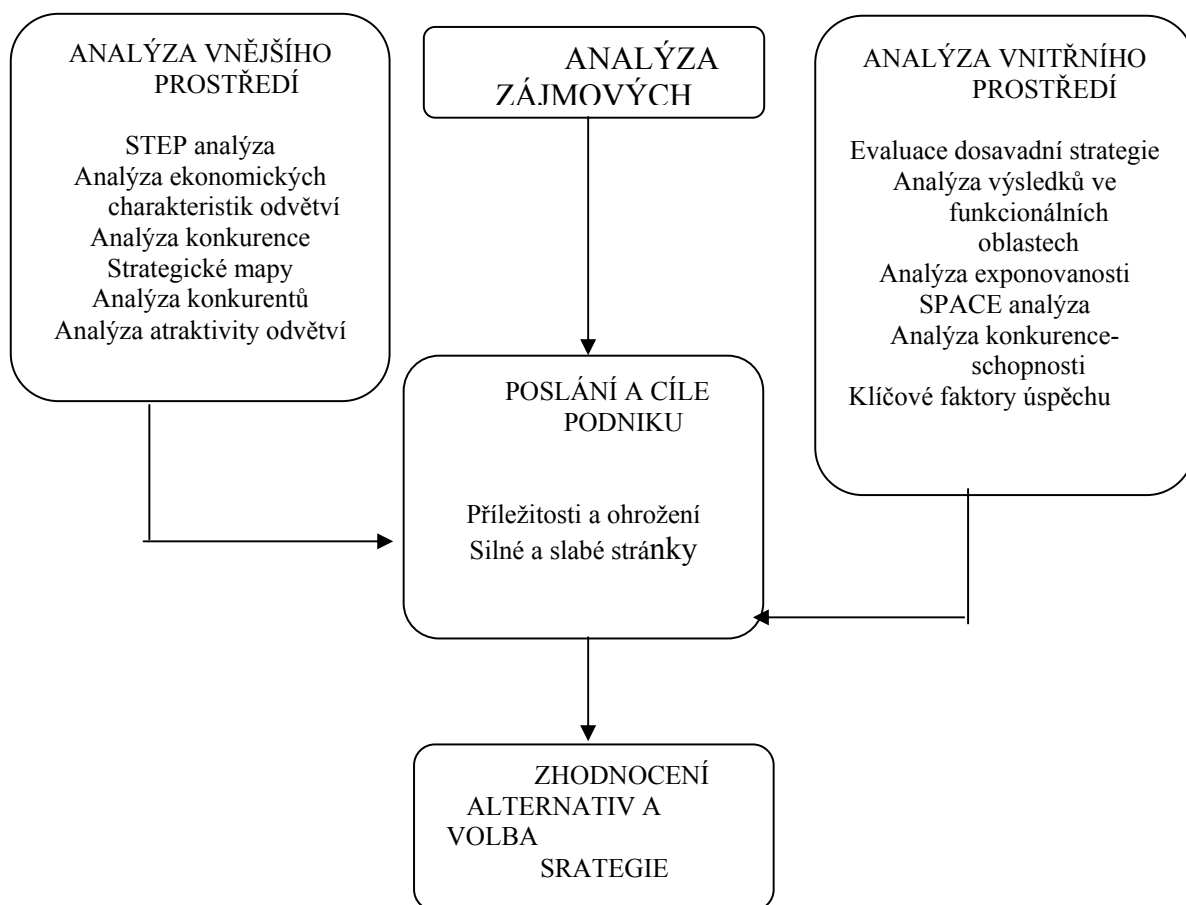 ANALÝZA VNĚJŠÍHO
PROSTŘEDÍ
STEP analýza
Analýza ekonomických
charakteristik odvětví
Analýza konkurence
Strategické mapy
Analýza konkurentů
Analýza atraktivity odvětví
ANALÝZA
ZÁJMOVÝCH
ANALÝZA VNITŘNÍHO
PROSTŘEDÍ
Evaluace dosavadní strategie
Analýza výsledků ve
funkcionálních
oblastech
Analýza exponovanosti
SPACE analýza
Analýza konkurence-
schopnosti
Klíčové faktory úspěchu
POSLÁNÍ A CÍLE
PODNIKU
Příležitosti a ohrožení
Silné a slabé stránky
ZHODNOCENÍ
ALTERNATIV A
VOLBA
SRATEGIE